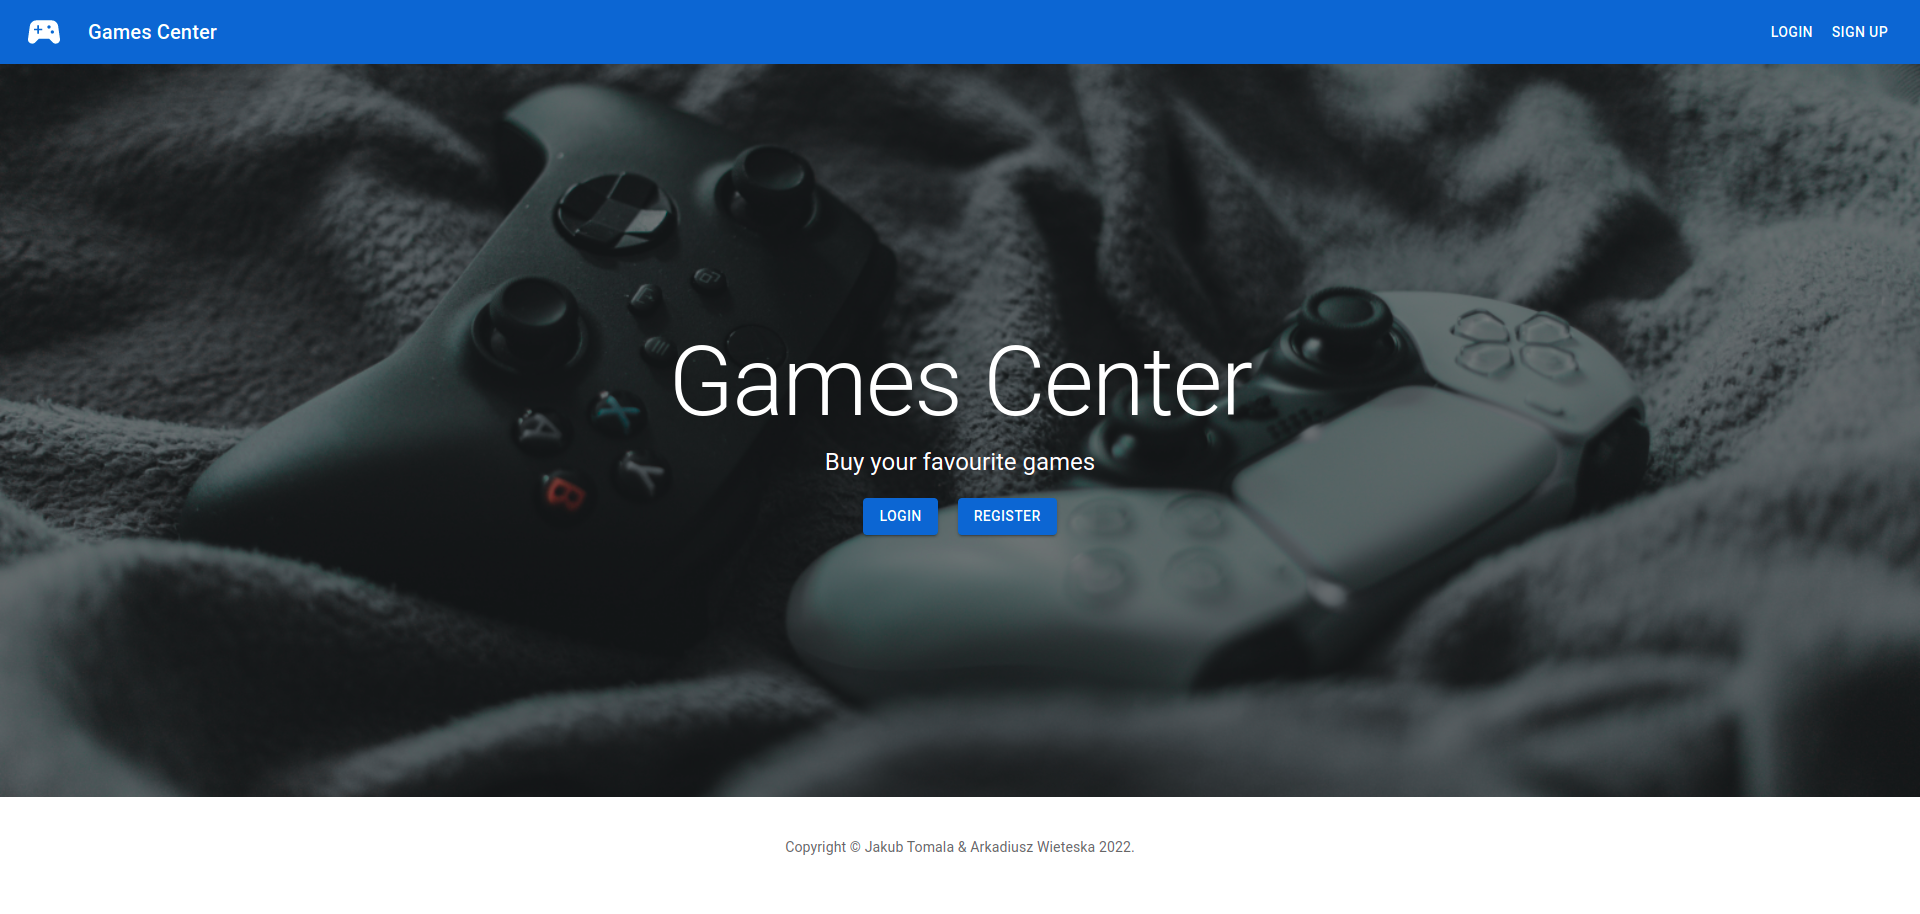 Games Center
LOGIN SIGN UP
Games Center
Buy your favourite games
LOGIN REGISTER
A X
B Y
Copyright © Jakub Tomala & Arkadiusz Wieteska 2022.